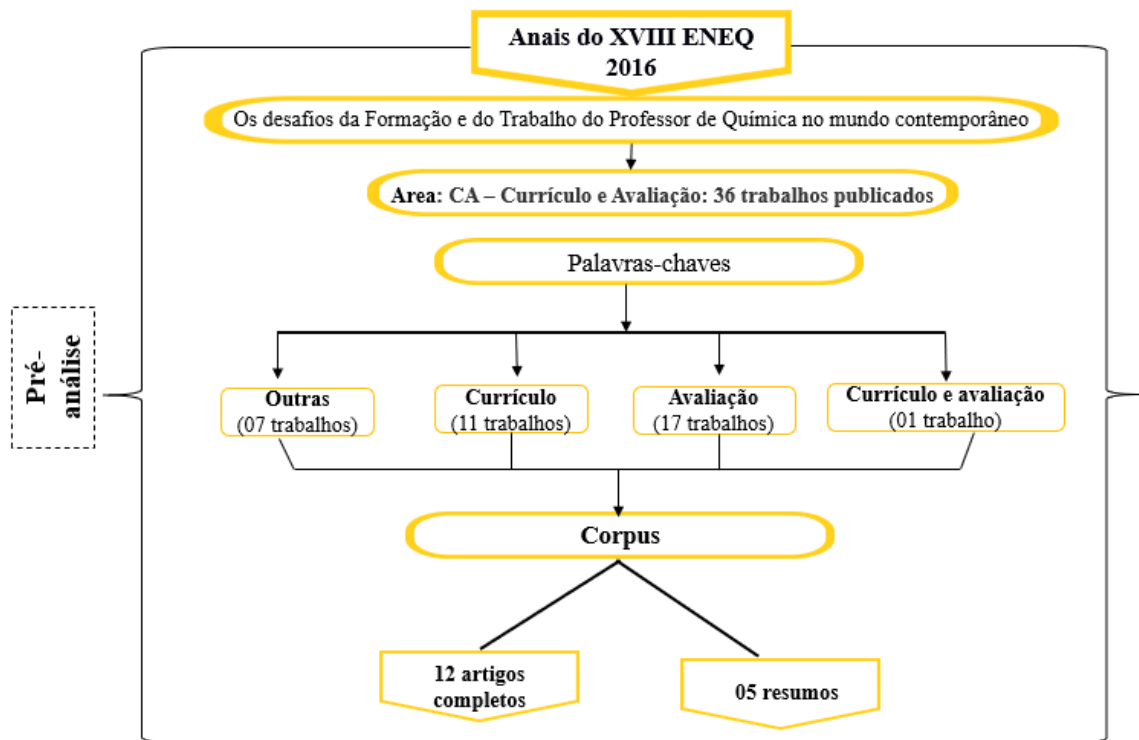 Anais do XVIII ENEQ
2016
Os desafios da Formação e do Trabalho do Professor de Química no mundo contemporâneo
Area: CA – Currículo e Avaliação: 36 trabalhos publicados
Palavras-chaves
Pré-
análise
Outras
(07 trabalhos)
Currículo
(11 trabalhos)
Avaliação
(17 trabalhos)
Currículo e avaliação
(01 trabalho)
Corpus
12 artigos
completos
05 resumos